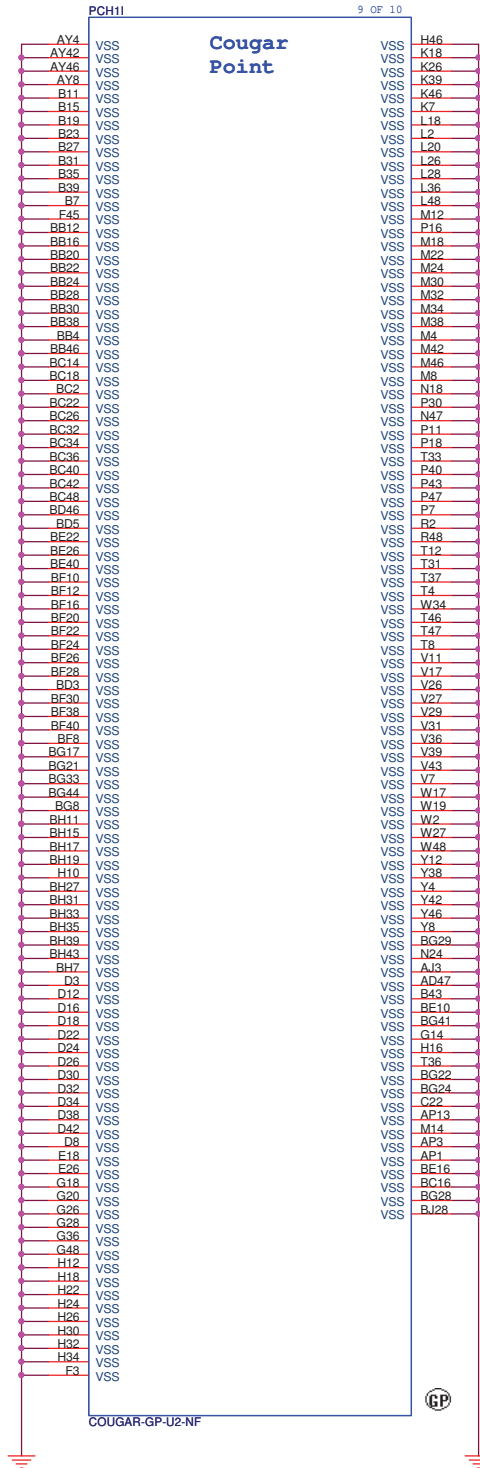 PCH1I 9 OF 10
Cougar
Point
AY4 VSS VSS H46
AY42 VSS VSS K18
AY46 VSS VSS K26
AY8 VSS VSS K39
B11 VSS VSS K46
B15 VSS VSS K7
B19 VSS VSS L18
B23 VSS VSS L2
B27 VSS VSS L20
B31 VSS VSS L26
B35 VSS VSS L28
B39 VSS VSS L36
B7 VSS VSS L48
F45 VSS VSS M12
BB12 VSS VSS P16
BB16 VSS VSS M18
BB20 VSS VSS M22
BB22 VSS VSS M24
BB24 VSS VSS M30
BB28 VSS VSS M32
BB30 VSS VSS M34
BB38 VSS VSS M38
BB4 VSS VSS M4
BB46 VSS VSS M42
BC14 VSS VSS M46
BC18 VSS VSS M8
BC2 VSS VSS N18
BC22 VSS VSS P30
BC26 VSS VSS N47
BC32 VSS VSS P11
BC34 VSS VSS P18
BC36 VSS VSS T33
BC40 VSS VSS P40
BC42 VSS VSS P43
BC48 VSS VSS P47
BD46 VSS VSS P7
BD5 VSS VSS R2
BE22 VSS VSS R48
BE26 VSS VSS T12
BE40 VSS VSS T31
BF10 VSS VSS T37
BF12 VSS VSS T4
BF16 VSS VSS W34
BF20 VSS VSS T46
BF22 VSS VSS T47
BF24 VSS VSS T8
BF26 VSS VSS V11
BF28 VSS VSS V17
BD3 VSS VSS V26
BF30 VSS VSS V27
BF38 VSS VSS V29
BF40 VSS VSS V31
BF8 VSS VSS V36
BG17 VSS VSS V39
BG21 VSS VSS V43
BG33 VSS VSS V7
BG44 VSS VSS W17
BG8 VSS VSS W19
BH11 VSS VSS W2
BH15 VSS VSS W27
BH17 VSS VSS W48
BH19 VSS VSS Y12
H10 VSS VSS Y38
BH27 VSS VSS Y4
BH31 VSS VSS Y42
BH33 VSS VSS Y46
BH35 VSS VSS Y8
BH39 VSS VSS BG29
BH43 VSS VSS N24
BH7 VSS VSS AJ3
D3 VSS VSS AD47
D12 VSS VSS B43
D16 VSS VSS BE10
D18 VSS VSS BG41
D22 VSS VSS G14
D24 VSS VSS H16
D26 VSS VSS T36
D30 VSS VSS BG22
D32 VSS VSS BG24
D34 VSS VSS C22
D38 VSS VSS AP13
D42 VSS VSS M14
D8 VSS VSS AP3
E18 VSS VSS AP1
E26 VSS VSS BE16
G18 VSS VSS BC16
G20 VSS VSS BG28
G26 VSS VSS BJ28
G28 VSS
G36 VSS
G48 VSS
H12 VSS
H18 VSS
H22 VSS
H24 VSS
H26 VSS
H30 VSS
H32 VSS
H34 VSS
F3 VSS
GP
COUGAR-GP-U2-NF